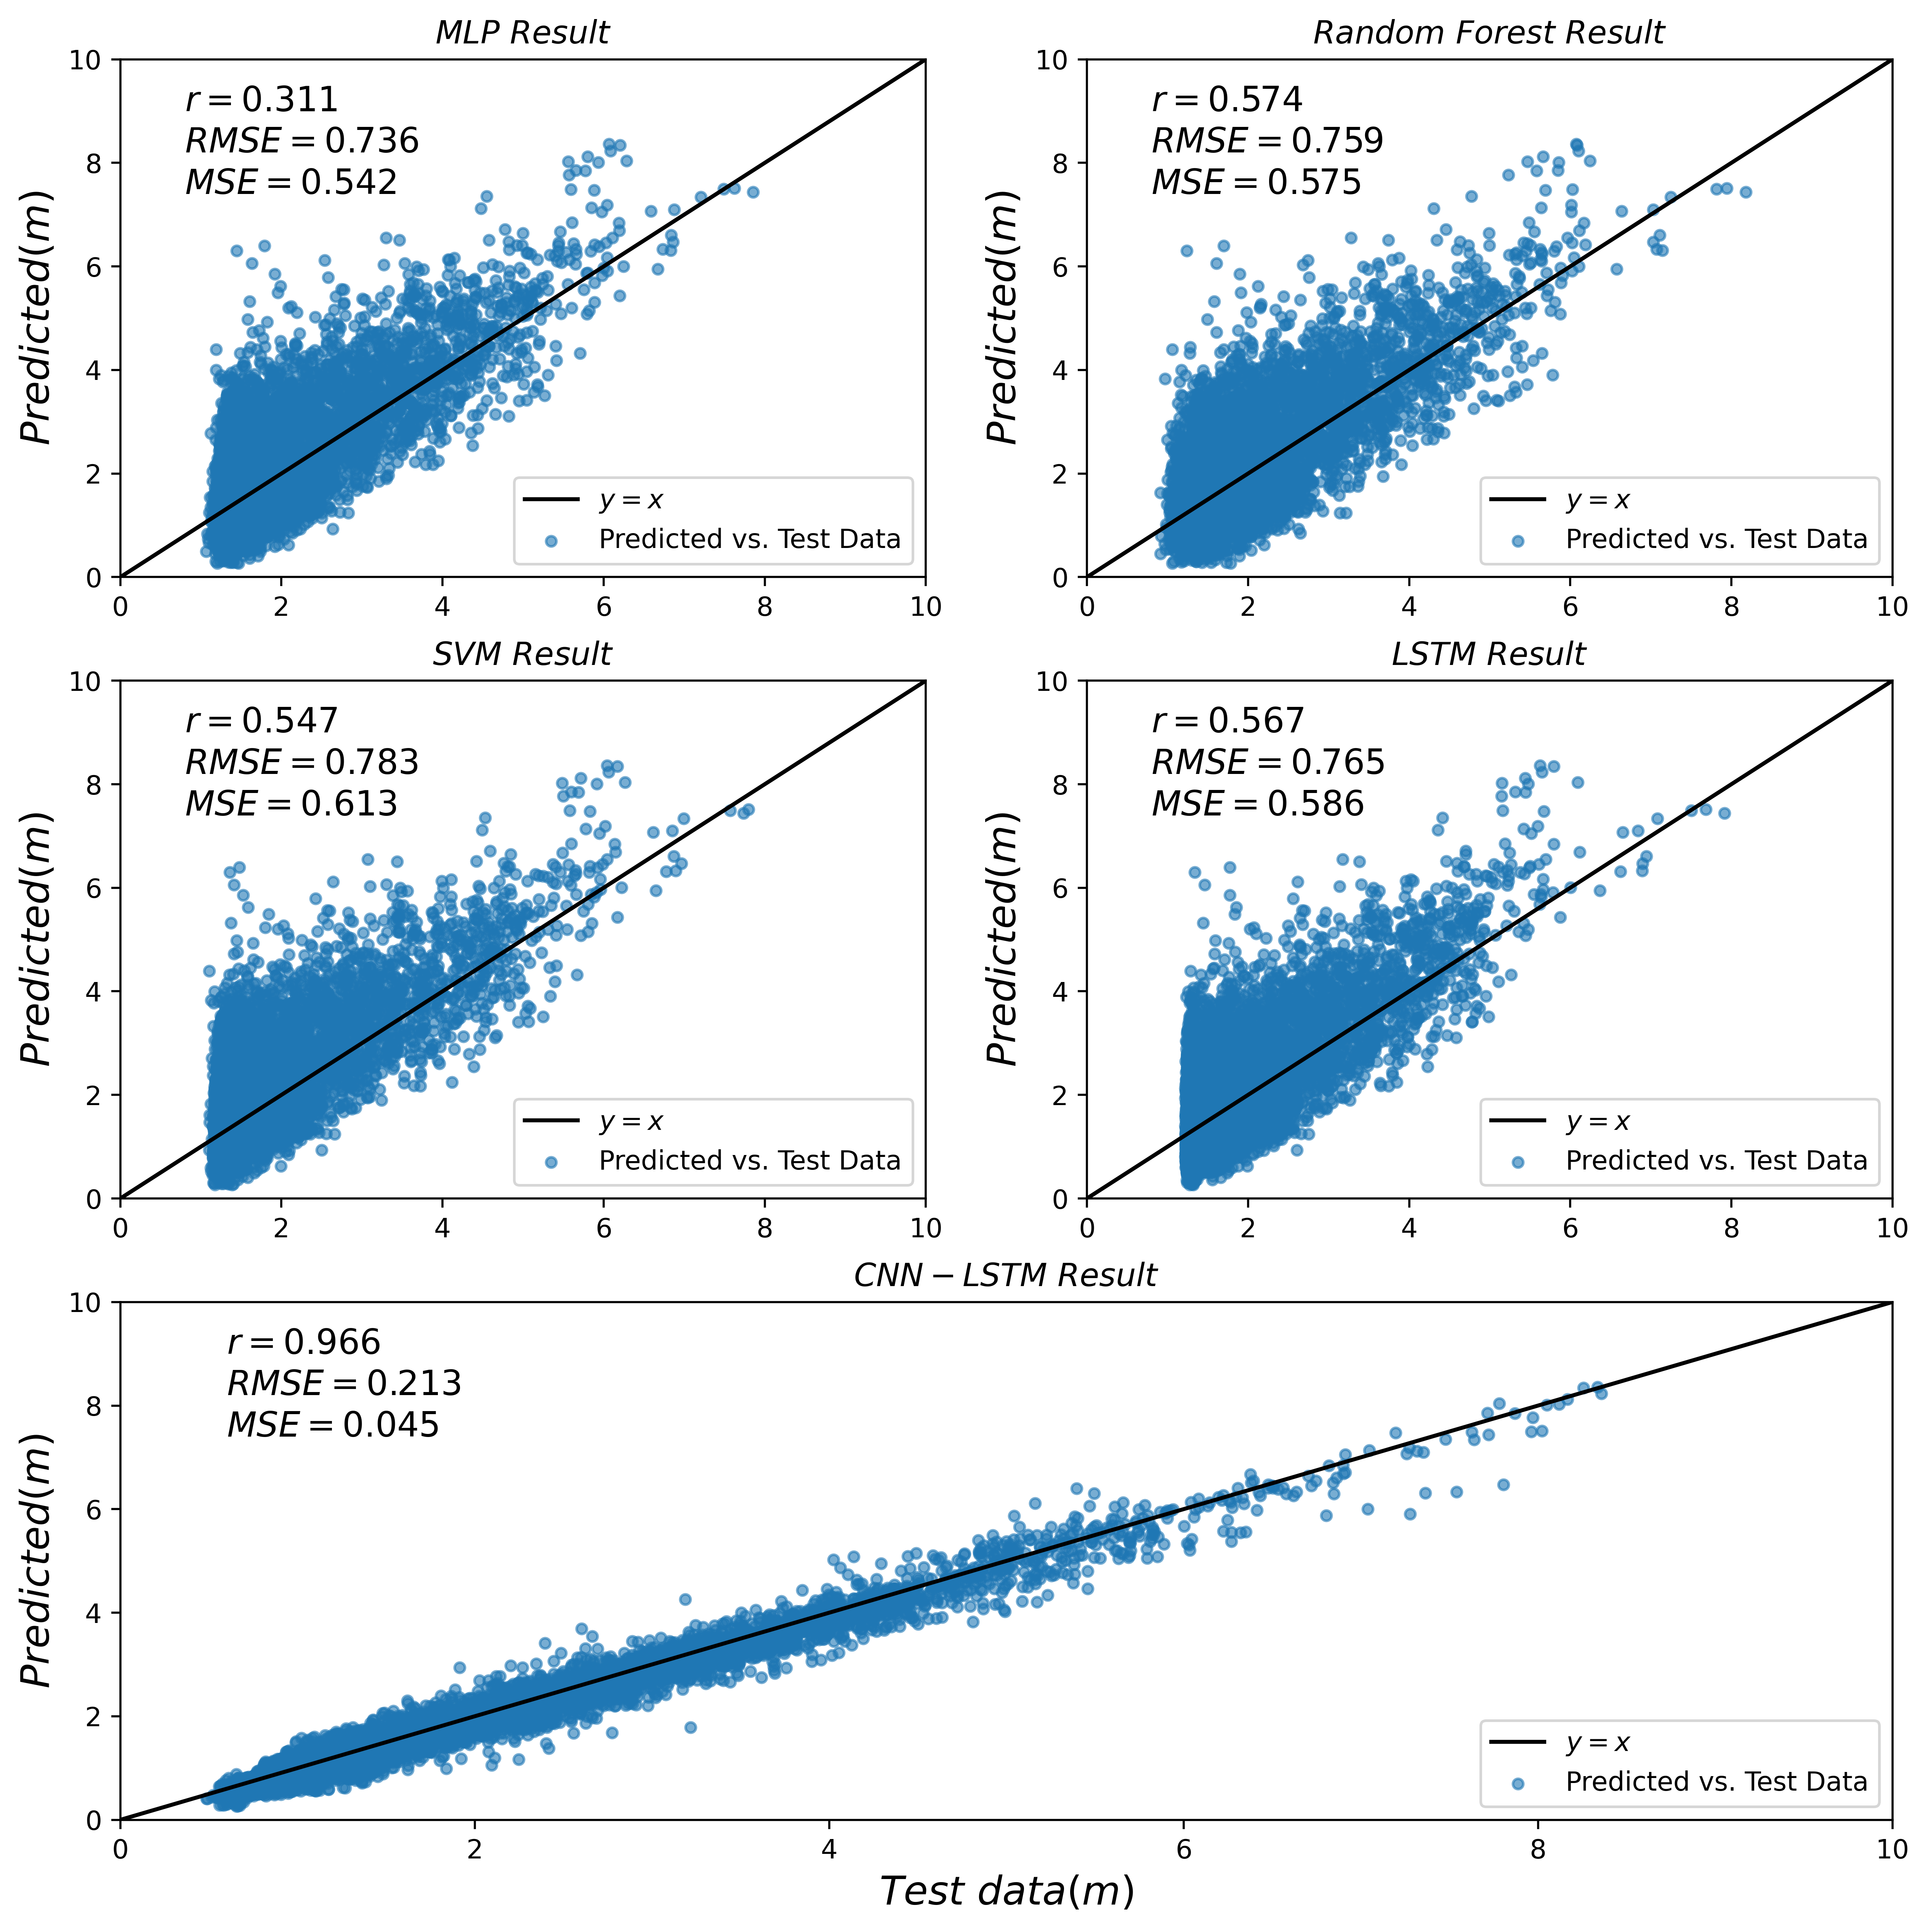 MLP Result
r = 0.311
RMSE = 0.736
MSE = 0.542
Predicted(m)
10
8
6
4
2
0
0 2 4 6 8 10
y = x
Predicted vs. Test Data
Random Forest Result
r = 0.574
RMSE = 0.759
MSE = 0.575
Predicted(m)
10
8
6
4
2
0
0 2 4 6 8 10
y = x
Predicted vs. Test Data
SVM Result
r = 0.547
RMSE = 0.783
MSE = 0.613
Predicted(m)
10
8
6
4
2
0
0 2 4 6 8 10
y = x
Predicted vs. Test Data
LSTM Result
r = 0.567
RMSE = 0.765
MSE = 0.586
Predicted(m)
10
8
6
4
2
0
0 2 4 6 8 10
y = x
Predicted vs. Test Data
CNN − LSTM Result
r = 0.966
RMSE = 0.213
MSE = 0.045
Predicted(m)
10
8
6
4
2
0
0 2 4 6 8 10
y = x
Predicted vs. Test Data
Test data(m)